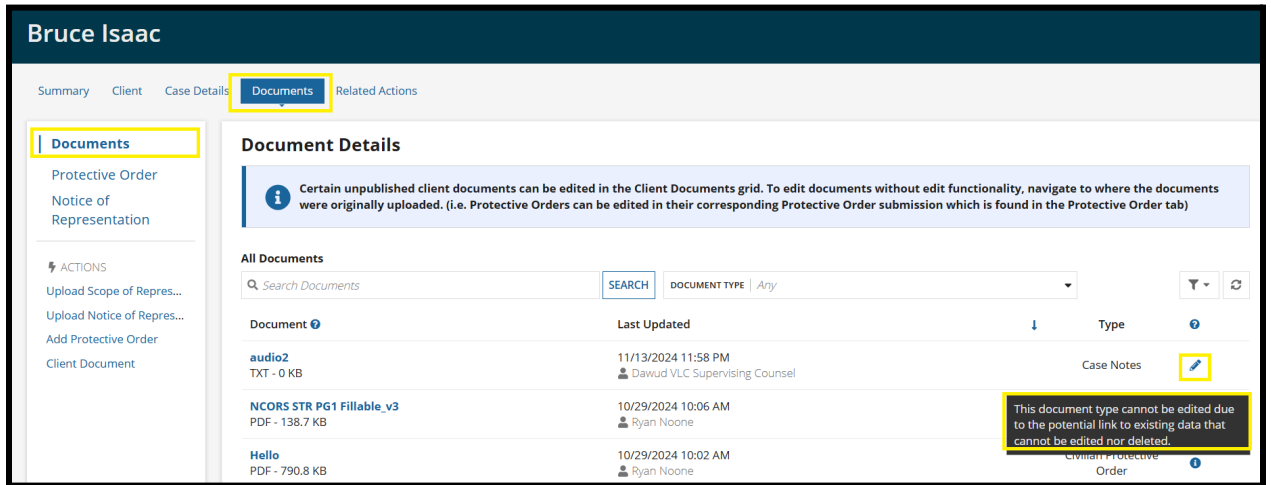 Bruce Isaac
Summary Client Case Details Documents Related Actions
Documents
Protective Order
Notice of
Representation
ACTIONS
Upload Scope of Repres...
Upload Notice of Repres...
Add Protective Order
Client Document
Document Details
Certain unpublished client documents can be edited in the Client Documents grid. To edit documents without edit functionality, navigate to where the documents
were originally uploaded. (i.e. Protective Orders can be edited in their corresponding Protective Order submission which is found in the Protective Order tab)
All Documents
Search Documents SEARCH DOCUMENT TYPE Any
Document Last Updated Type
audio2 11/13/2024 11:58 PM Case Notes
TXT - 0 KB Dawud VLC Supervising Counsel
NCORS STR PG1 Fillable_v3 10/29/2024 10:06 AM
PDF - 138.7 KB Ryan Noone
This document type cannot be edited due
to the potential link to existing data that
cannot be edited nor deleted.
Hello 10/29/2024 10:02 AM Civilian Protective
PDF - 790.8 KB Ryan Noone Order